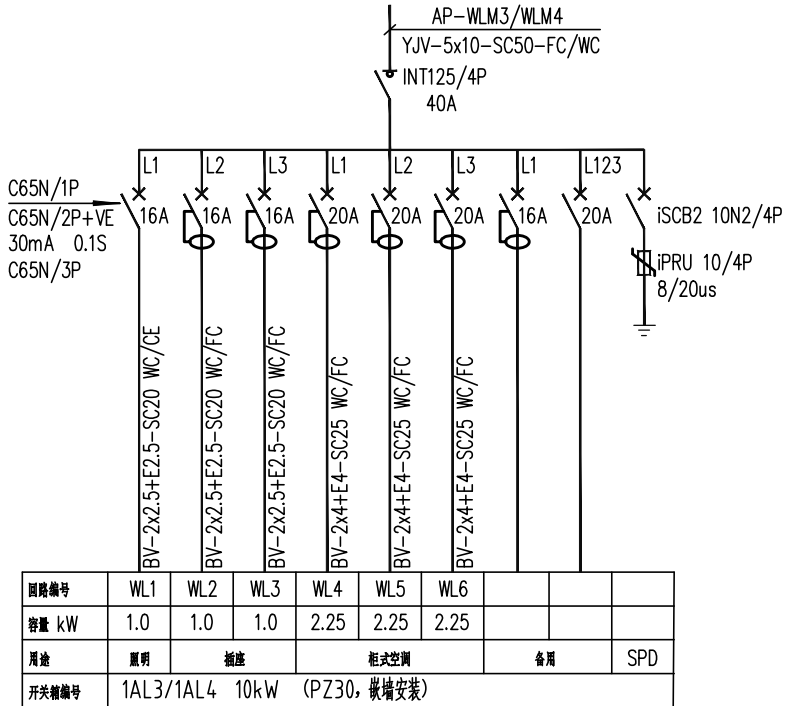 AP-WLM3/WLM4
YJV-5x10-SC50-FC/WC
INT125/4P
40A
L1 L2 L3 L1 L2 L3 L1 L123
C65N/1P
C65N/2P+VE
30mA 0.1S
C65N/3P
16A 16A 16A 20A 20A 20A 16A 20A
iSCB2 10N2/4P
iPRU 10/4P
8/20us
BV-2x2.5+E2.5-SC20 WC/CE
BV-2x2.5+E2.5-SC20 WC/FC
BV-2x2.5+E2.5-SC20 WC/FC
BV-2x4+E4-SC25 WC/FC
BV-2x4+E4-SC25 WC/FC
BV-2x4+E4-SC25 WC/FC
回路编号 WL1 WL2 WL3 WL4 WL5 WL6
容量 kW 1.0 1.0 1.0 2.25 2.25 2.25
用途 照明 插座 柜式空调 备用 SPD
开关箱编号 1AL3/1AL4 10kW (PZ30,嵌墙安装)